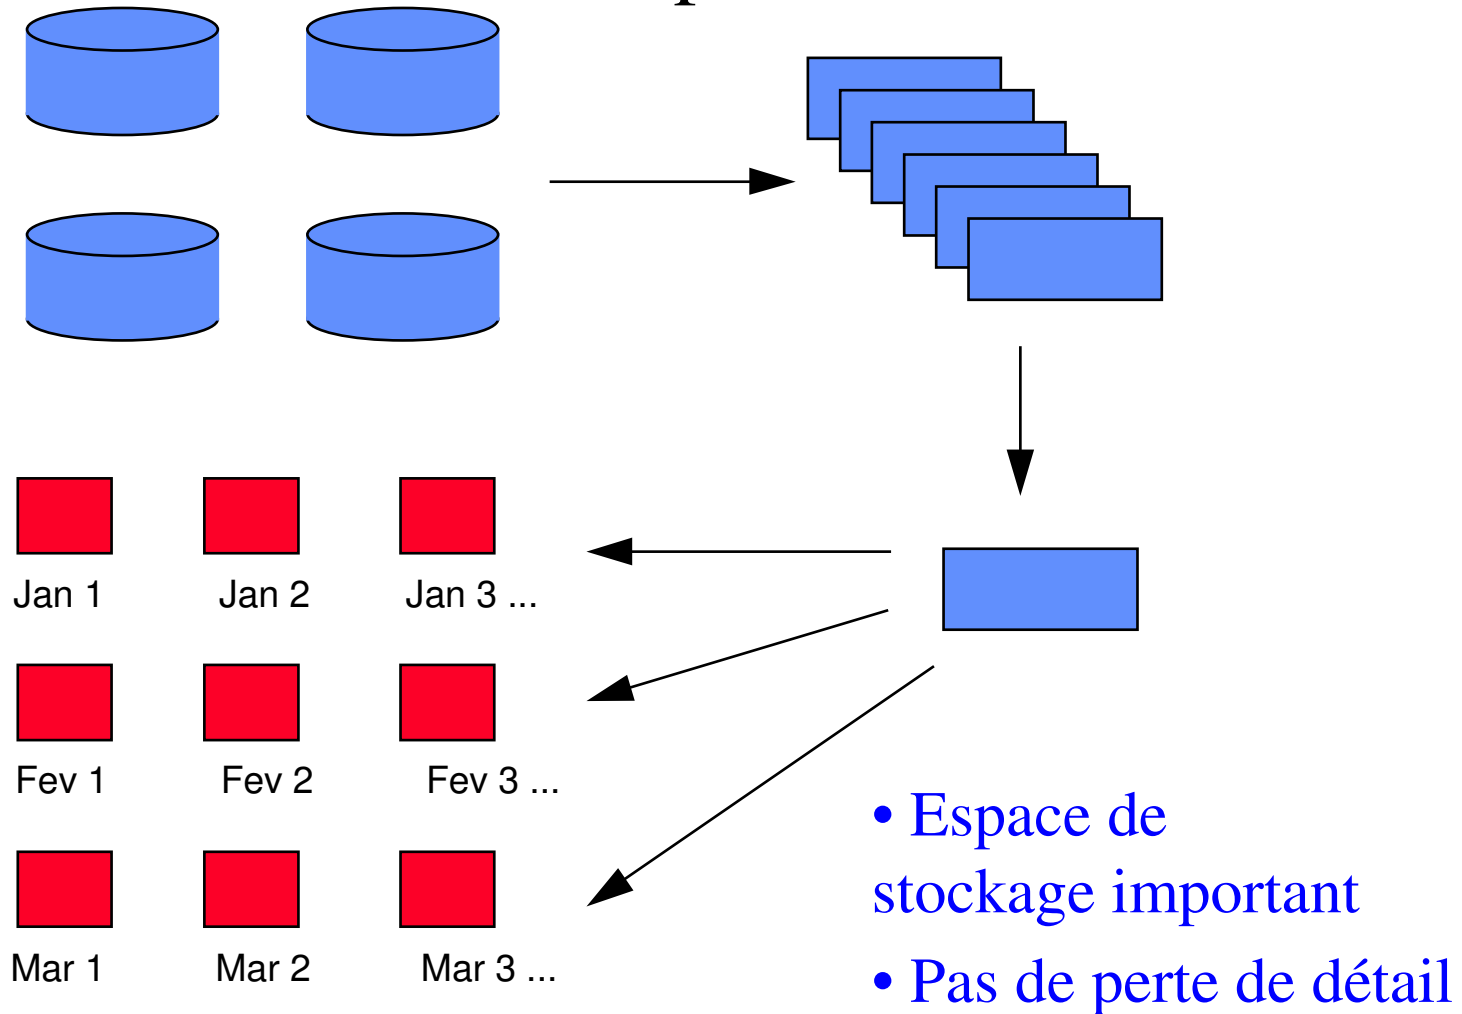 Jan 1 Jan 2 Jan 3 ...
Fev 1 Fev 2 Fev 3 ...
Mar 1 Mar 2 Mar 3 ...
• Espace de
stockage important
• Pas de perte de détail